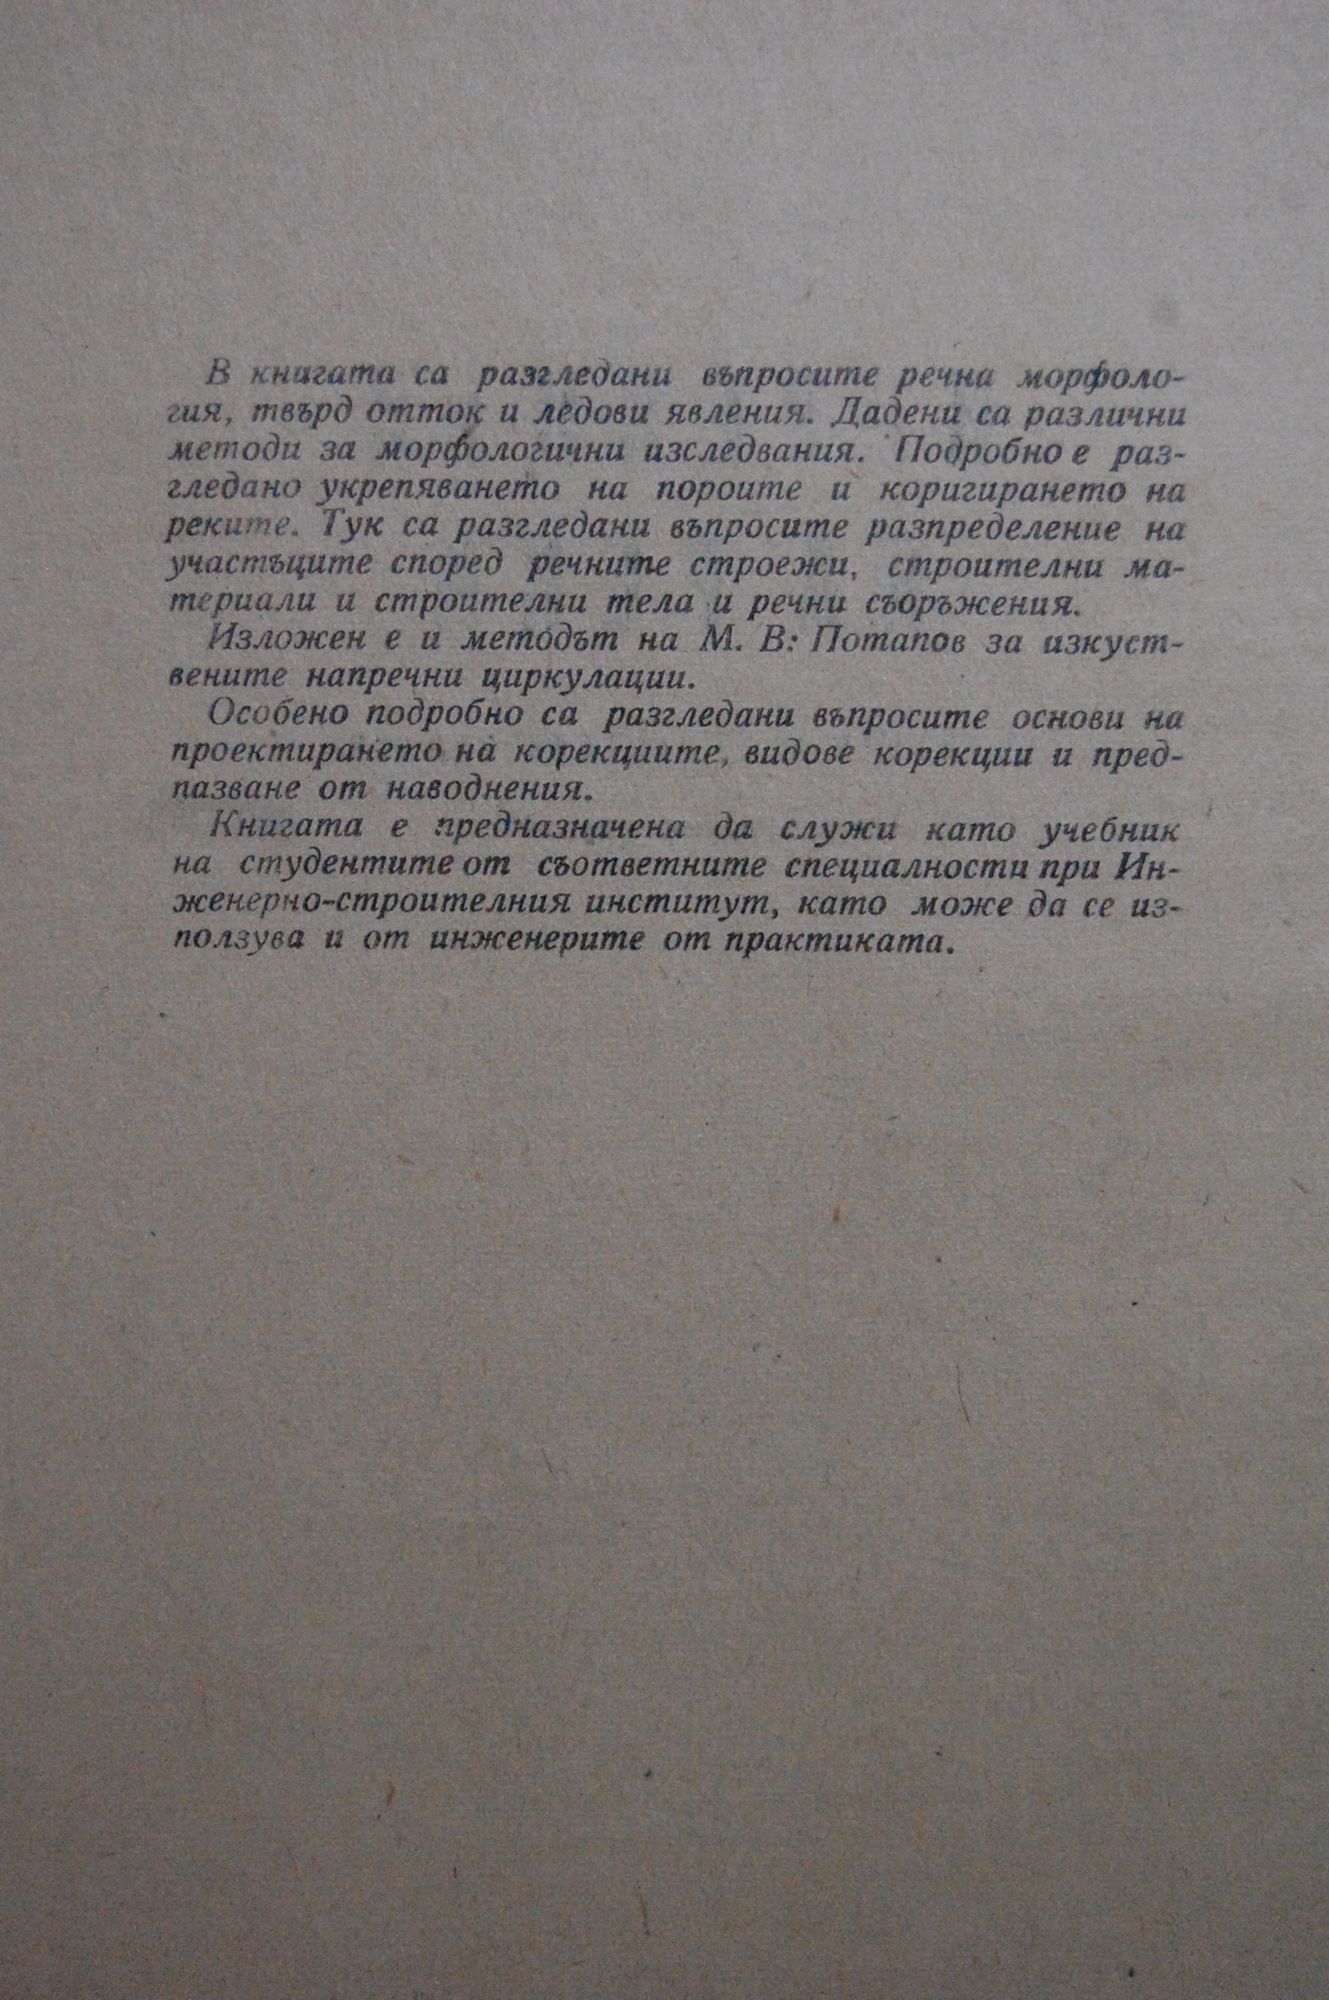 В книгата са разгледани въпросите речна морфоло-
гия, твърд отток и ледови явления. Дадени са различни
методи за морфологични изследвания. Подробно е раз-
гледано укрепяването на пороите и коригирането на
реките. Тук са разгледани въпросите разпределение на
участъците според речните строежи, строителни ма-
териали и строителни тела и речни съоръжения.
Изложен е и методът на М. В: Потапов за изкуст-
вените напречни циркулации.
Особено подробно са разгледани въпросите основи на
проектирането на корекциите, видове корекции и пред-
пазване от наводнения.
Книгата е предназначена да служи като учебник
на студентите от съответните специалности при Ин-
женерно-строителния институт, като може да се из-
ползува и от инженерите от практиката.